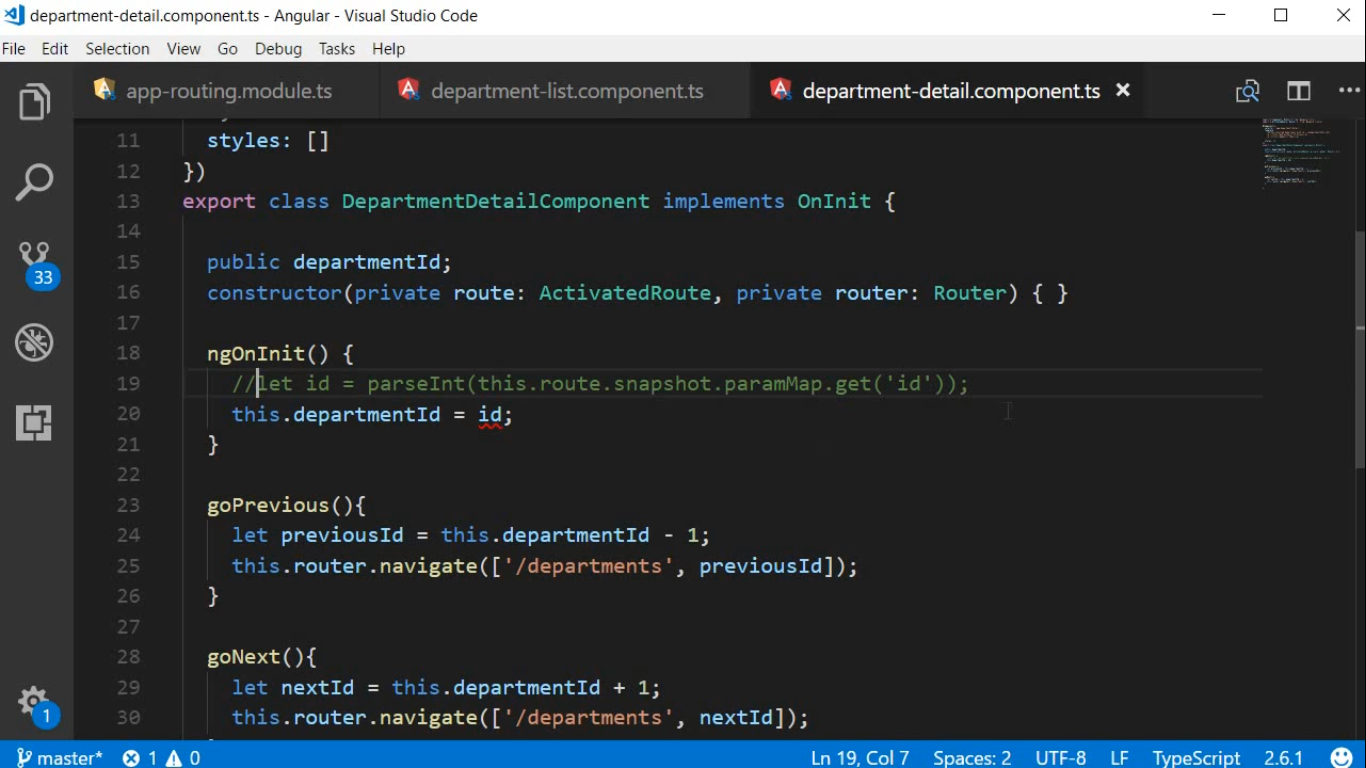 department-detail.component.ts - Angular - Visual Studio Code
File Edit Selection View Go Debug Tasks Help
app-routing.module.ts department-list.component.ts department-detail.component.ts
11 styles: []
12 })
13 export class DepartmentDetailComponent implements OnInit {
14
15 public departmentId;
16 constructor(private route: ActivatedRoute, private router: Router) { }
17
18 ngOnInit() {
19 //let id = parseInt(this.route.snapshot.paramMap.get('id'));
20 this.departmentId = id;
21 }
22
23 goPrevious(){
24 let previousId = this.departmentId - 1;
25 this.router.navigate(['/departments', previousId]);
26 }
27
28 goNext(){
29 let nextId = this.departmentId + 1;
30 this.router.navigate(['/departments', nextId]);
33
1
master* 1 0 Ln 19, Col 7 Spaces: 2 UTF-8 LF TypeScript 2.6.1